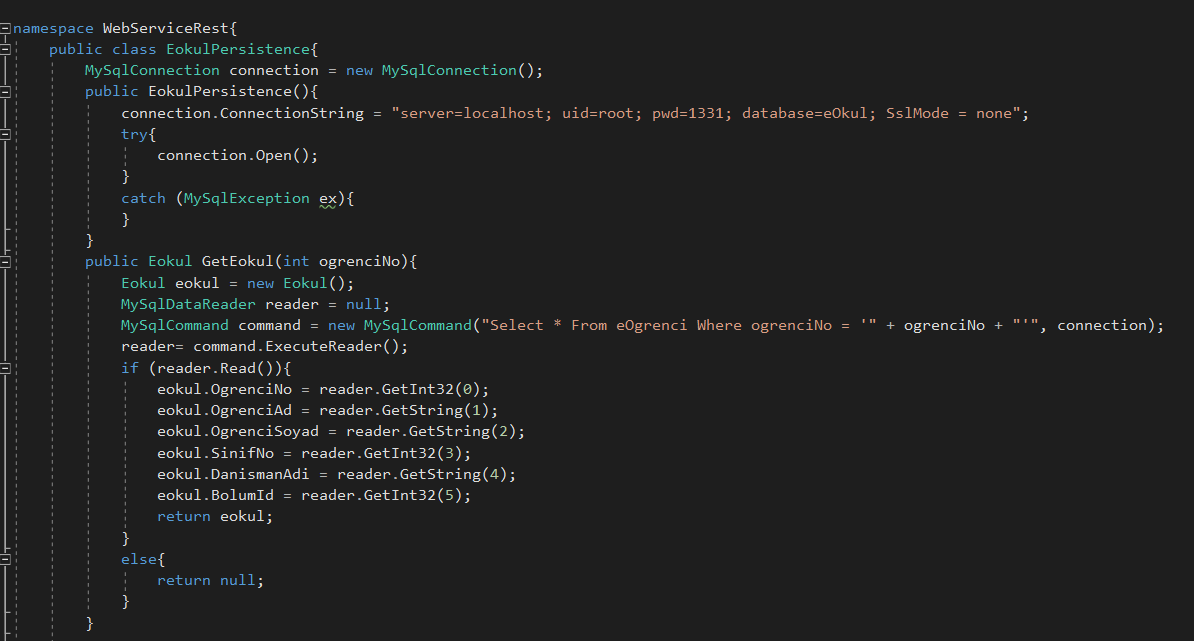 namespace WebServiceRest{
public class EokulPersistence{
MySqlConnection connection = new MySqlConnection();
public EokulPersistence(){
connection.ConnectionString = "server=localhost; uid=root; pwd=1331; database=eOkul; SslMode = none";
try{
connection.Open();
}
catch (MySqlException ex){
}
}
public Eokul GetEokul(int ogrenciNo){
Eokul eokul = new Eokul();
MySqlDataReader reader = null;
MySqlCommand command = new MySqlCommand("Select * From eOgrenci Where ogrenciNo = '" + ogrenciNo + "'", connection);
reader= command.ExecuteReader();
if (reader.Read()){
eokul.OgrenciNo = reader.GetInt32(0);
eokul.OgrenciAd = reader.GetString(1);
eokul.OgrenciSoyad = reader.GetString(2);
eokul.SinifNo = reader.GetInt32(3);
eokul.DanismanAdi = reader.GetString(4);
eokul.BolumId = reader.GetInt32(5);
return eokul;
}
else{
return null;
}
}